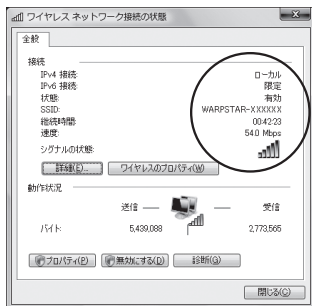 ワイヤレス ネットワーク接続の状態
全般
接続
IPv4 接続: ローカル
IPv6 接続: 限定
状態: 有効
SSID: WARPSTAR-XXXXXX
継続時間: 00:42:23
速度: 54.0 Mbps
シグナルの状態:
詳細(E)... ワイヤレスのプロパティ(W)
動作状況
送信 受信
バイト: 5,439,088 2,773,565
プロパティ(P) 無効にする(D) 診断(G)
閉じる(C)